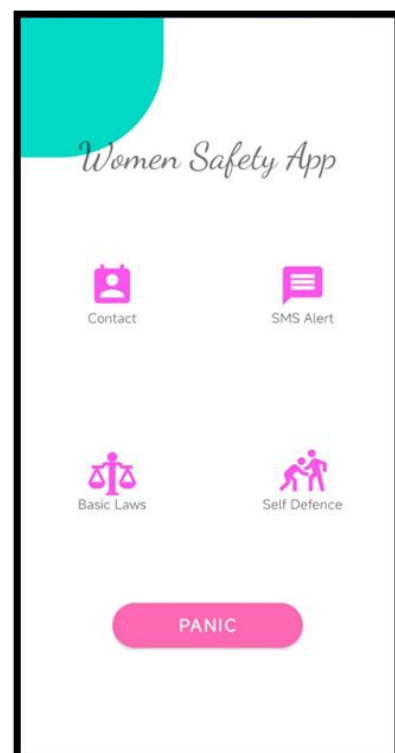 Women Safety App
Contact
SMS Alert
Basic Laws
Self Defence
PANIC